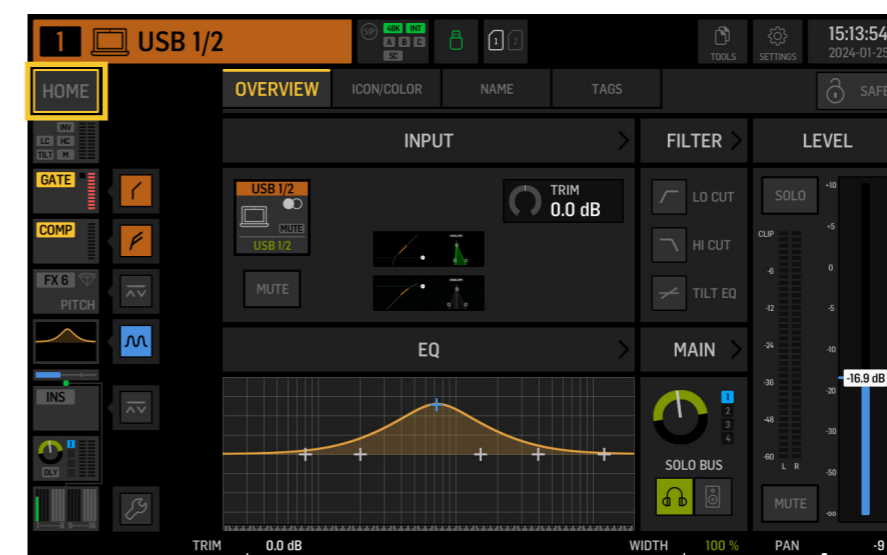 1 USB 1/2
SIP 48K INT
A B C
SC
1 2
TOOLS
SETTINGS
15:13:54
2024-01-25
HOME
OVERVIEW ICON/COLOR NAME TAGS
SAFE
INV
LC HC
TILT M
INPUT
FILTER
LEVEL
GATE
USB 1/2
MUTE
USB 1/2
TRIM
0.0 dB
LO CUT
SOLO
+10
COMP
CLIP
+5
HI CUT
-6
0
FX 6
PITCH
MUTE
TILT EQ
-12
-5
EQ
MAIN
-24
-10
-36
-20
-16.9 dB
INS
1
2
3
4
-48
-30
SOLO BUS
-60
L R
-50
DLY
1
MUTE
-∞
TRIM 0.0 dB
WIDTH 100 %
PAN -9